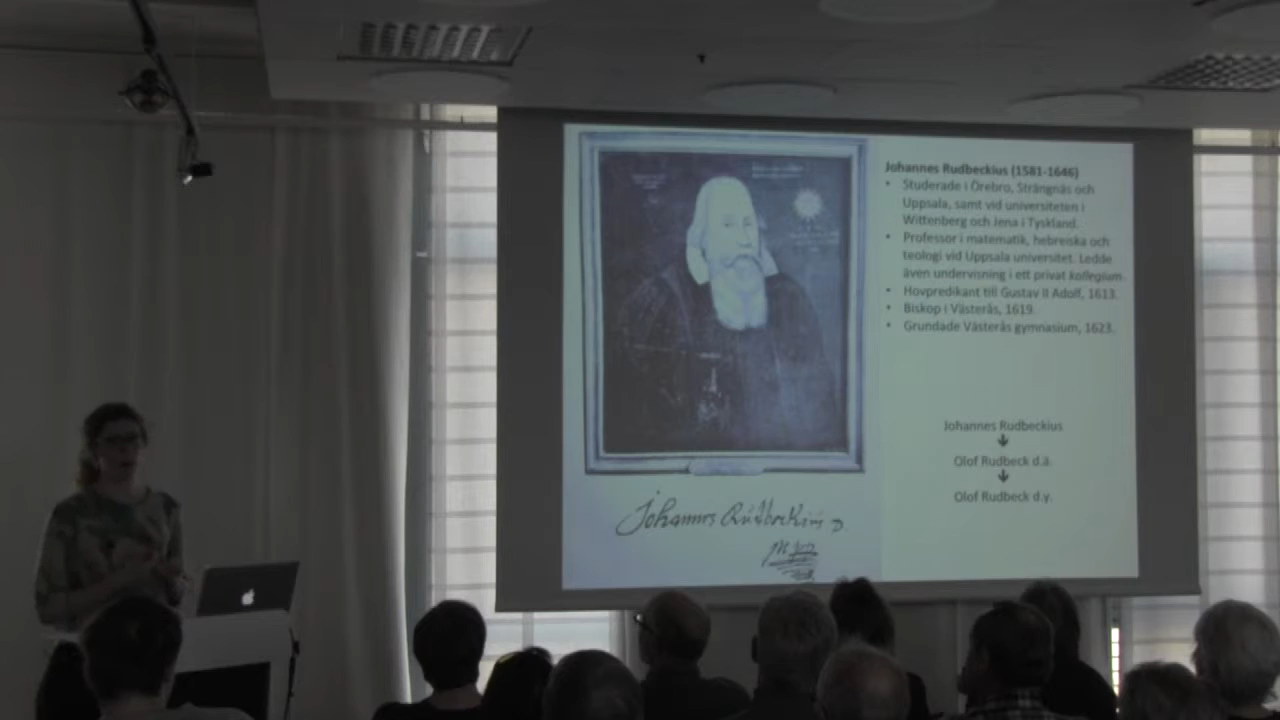 Johannes Rudbeckius (1581-1646)
• Studerade i Örebro, Strängnäs och
Uppsala, samt vid universiteten i
Wittenberg och Jena i Tyskland.
• Professor i matematik, hebreiska och
teologi vid Uppsala universitet. Ledde
även undervisning i ett privat kollegium.
• Hovpredikant till Gustav II Adolf, 1613.
• Biskop i Västerås, 1619.
• Grundade Västerås gymnasium, 1623.
Johannes Rudbeckius
Olof Rudbeck d.ä.
Olof Rudbeck d.y.
Johannes Rudbeckius D.